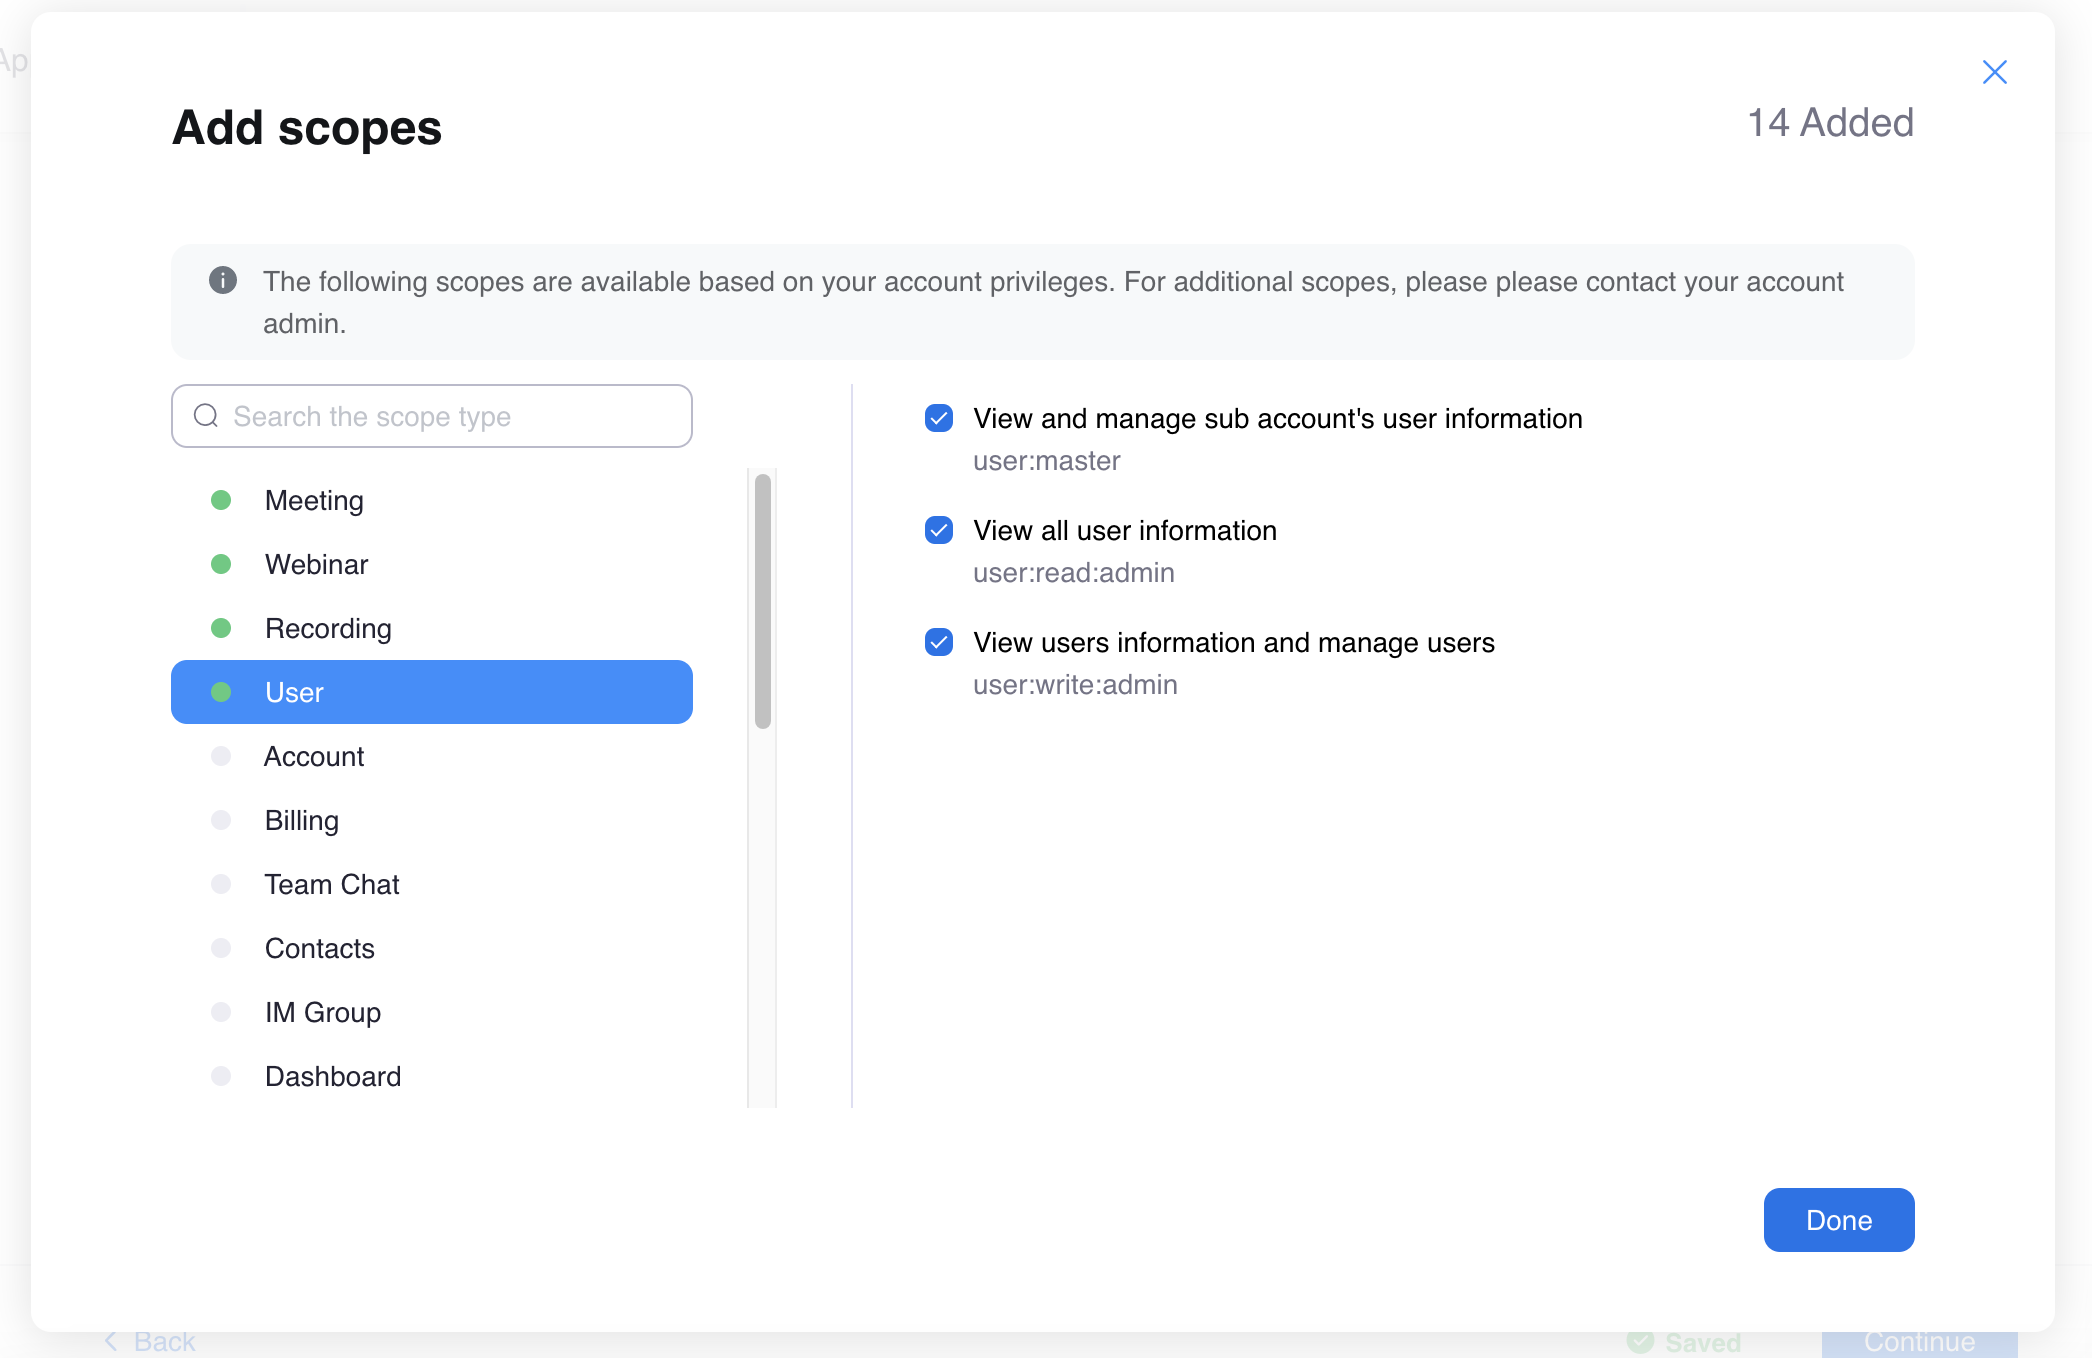 Ap
Add scopes
14 Added
The following scopes are available based on your account privileges. For additional scopes, please please contact your account
admin.
Search the scope type
Meeting
Webinar
Recording
User
Account
Billing
Team Chat
Contacts
IM Group
Dashboard
View and manage sub account's user information
user:master
View all user information
user:read:admin
View users information and manage users
user:write:admin
Done
Back
Saved
Continue